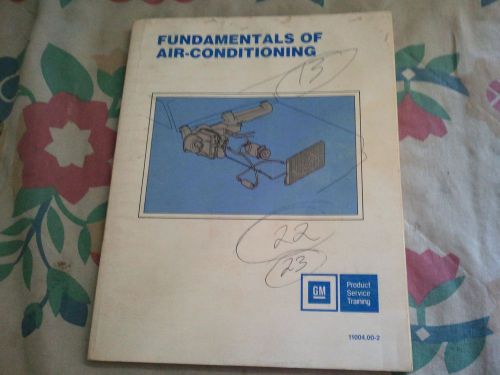 FUNDAMENTALS OF
AIR-CONDITIONING
13
22
23
GM
Product
Service
Training
11004.00-2